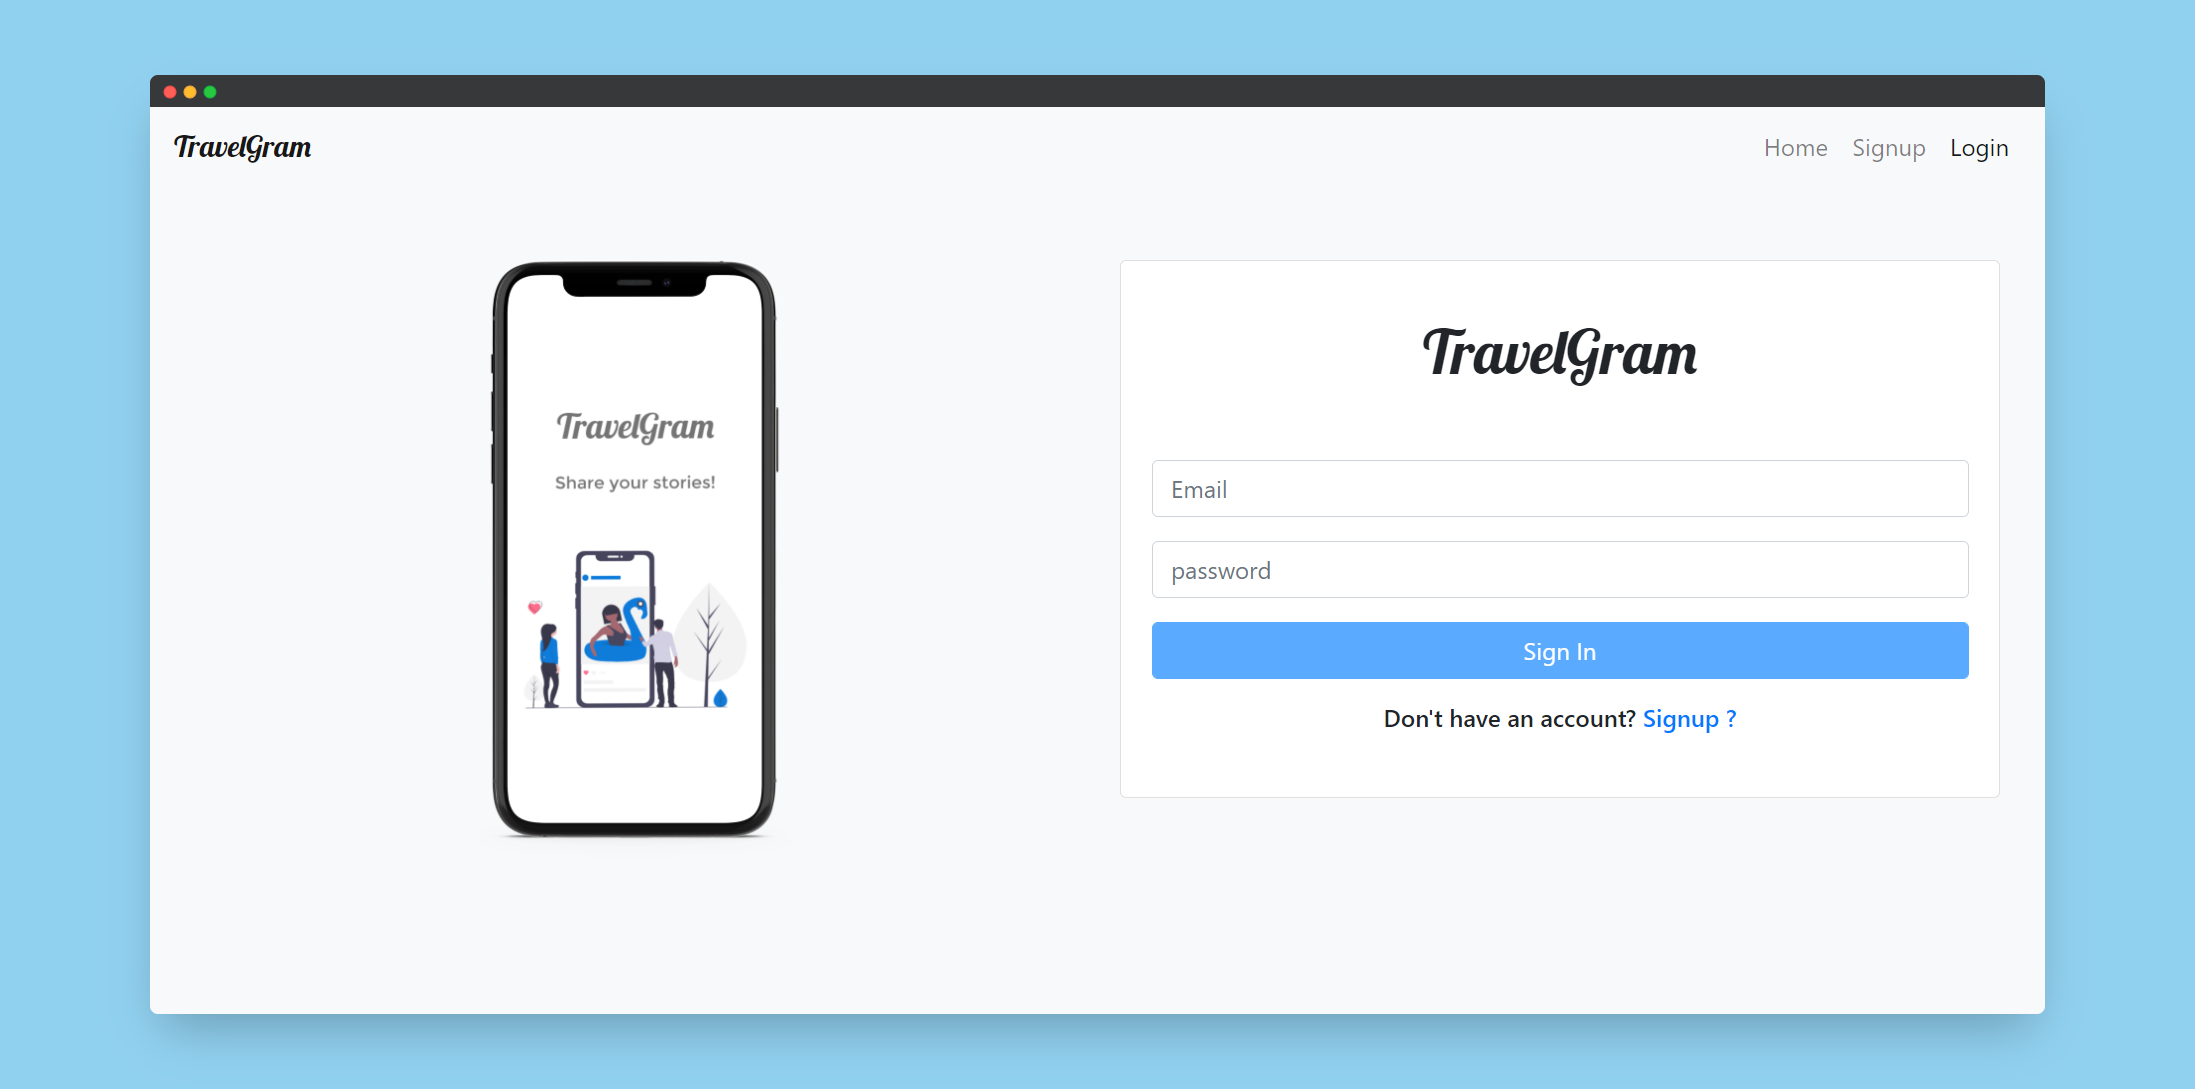 TravelGram
Home Signup Login
TravelGram
Share your stories!
TravelGram
Email
password
Sign In
Don't have an account? Signup ?